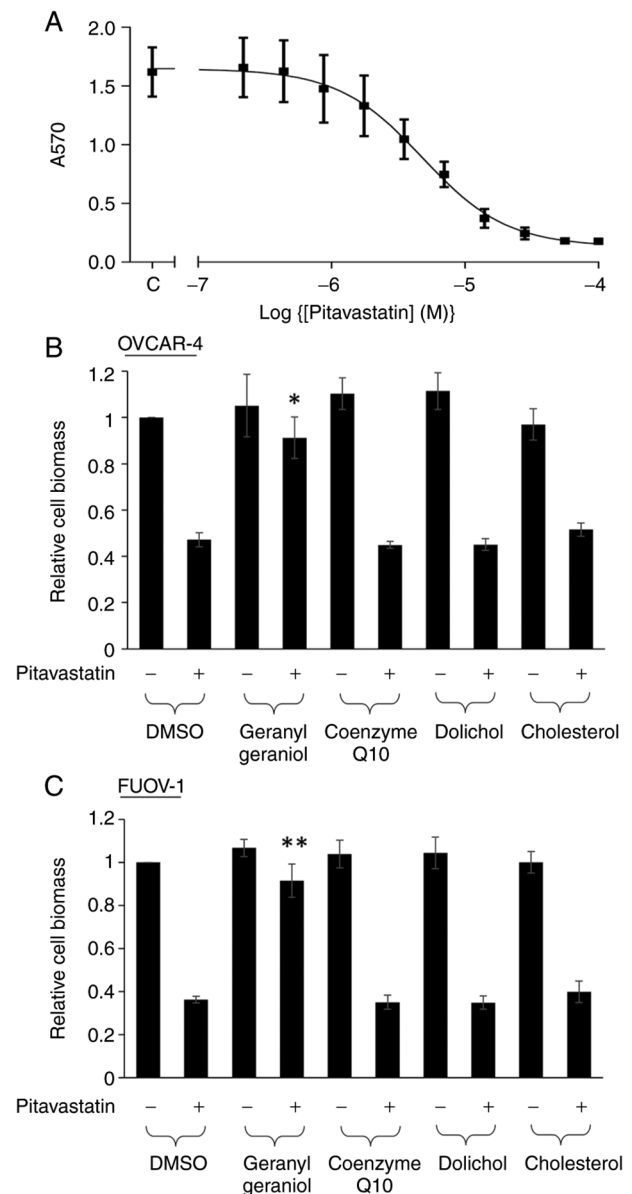 A
2.0
1.5
1.0
0.5
0.0
A570
C
–7 –6 –5 –4
Log {[Pitavastatin] (M)}
B
OVCAR-4
1.2
1
0.8
0.6
0.4
0.2
0
Relative cell biomass
*
Pitavastatin – + – + – + – + – +
DMSO Geranyl Coenzyme Dolichol Cholesterol
geraniol Q10
C
FUOV-1
1.2
1
0.8
0.6
0.4
0.2
0
Relative cell biomass
**
Pitavastatin – + – + – + – + – +
DMSO Geranyl Coenzyme Dolichol Cholesterol
geraniol Q10